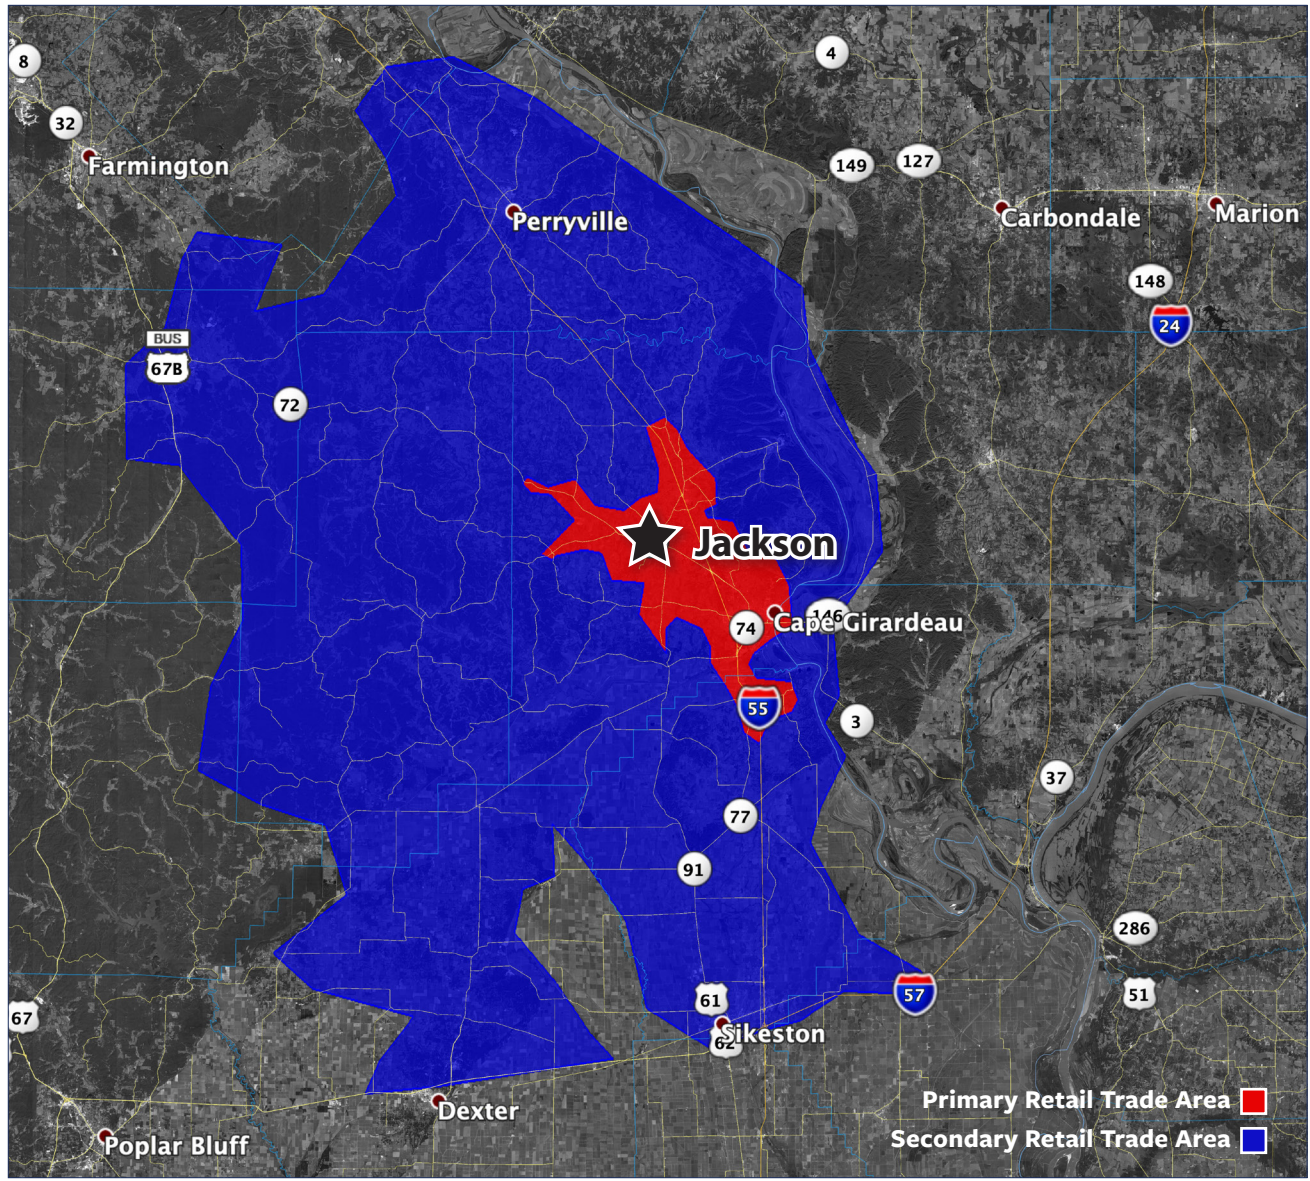 8
4
32
Farmington
149
127
Perryville
Carbondale
Marion
148
24
BUS
67B
72
Jackson
146
74
Cape Girardeau
55
3
37
77
91
286
57
61
51
67
Sikeston
62
Primary Retail Trade Area
Dexter
Secondary Retail Trade Area
Poplar Bluff